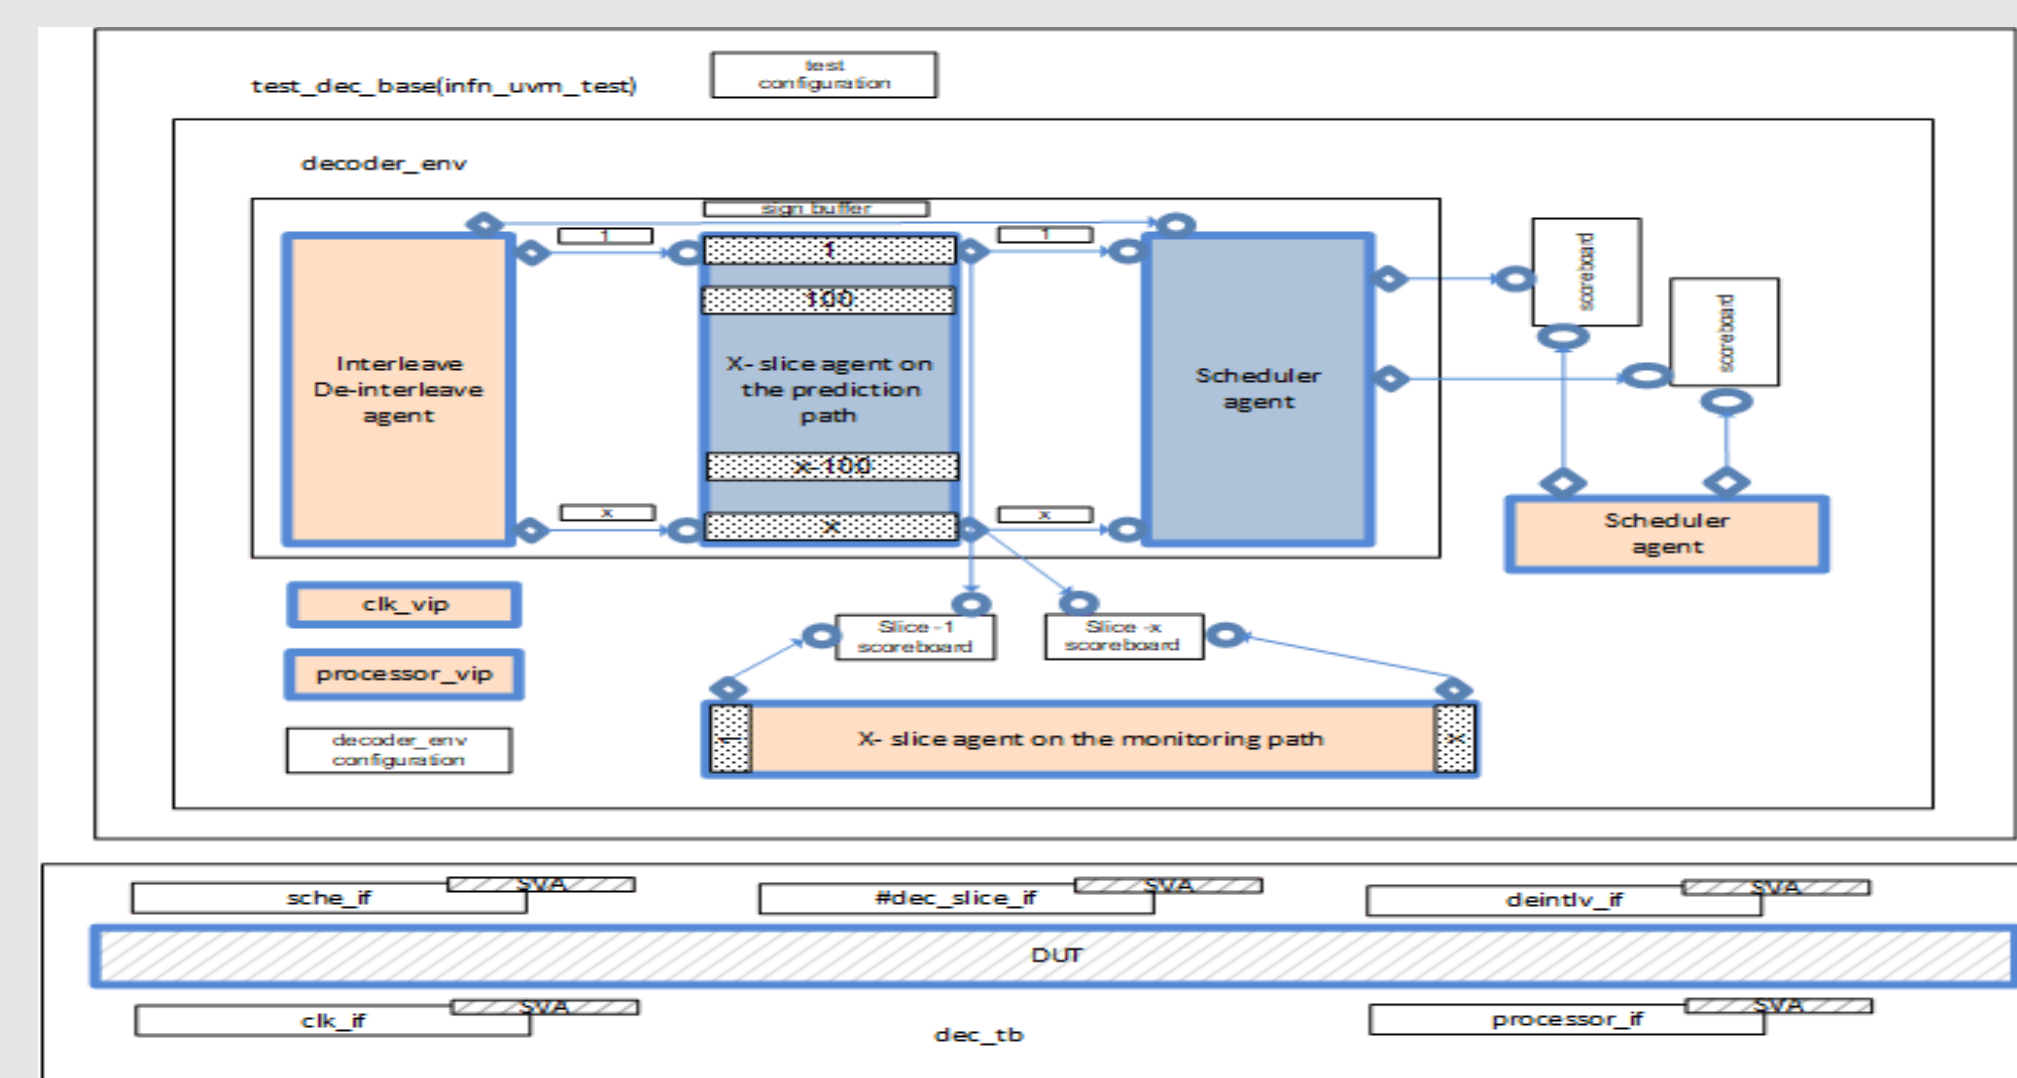 test
configuration
test_dec_base(infn_uvm_test)
decoder_env
sign buffer
1
1
1
100
Interleave
De-interleave
agent
X- slice agent on
the prediction
path
Scheduler
agent
scoreboard
scoreboard
x-100
x
x
x
Scheduler
agent
clk_vip
Slice -1
scoreboard
Slice -x
scoreboard
processor_vip
decoder_env
configuration
1
X- slice agent on the monitoring path
x
sche_if
SVA
#dec_slice_if
SVA
deintlv_if
SVA
DUT
clk_if
SVA
dec_tb
processor_if
SVA